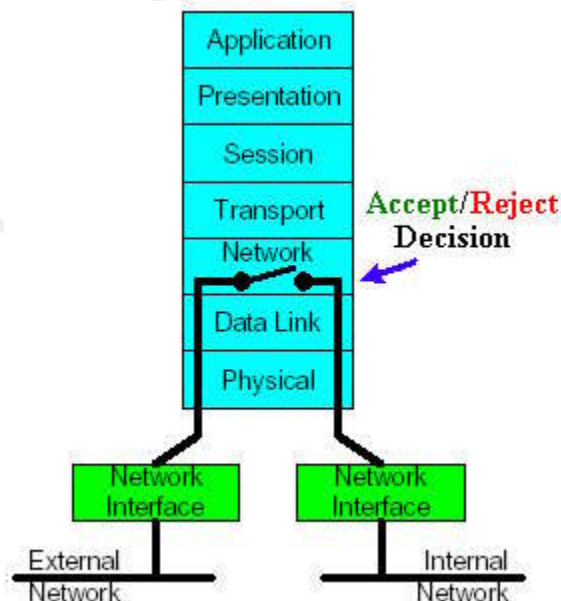 Application
Presentation
Session
Transport
Accept/Reject
Decision
Network
Data Link
Physical
Network
Interface
Network
Interface
External
Network
Internal
Network